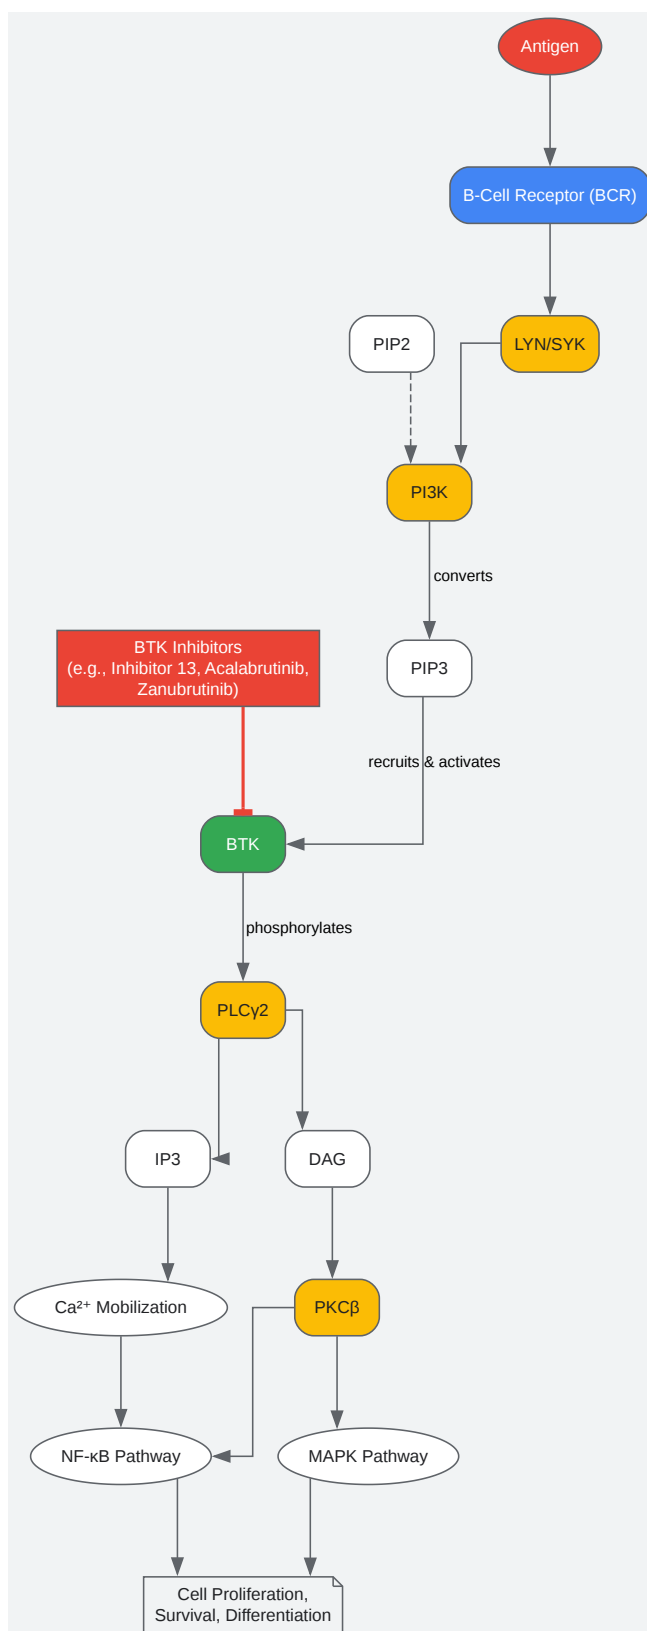 Antigen
B-Cell Receptor (BCR)
PIP2
LYN/SYK
PI3K
converts
BTK Inhibitors
(e.g., Inhibitor 13, Acalabrutinib,
Zanubrutinib)
PIP3
recruits & activates
BTK
phosphorylates
PLCγ2
IP3
DAG
Ca²⁺ Mobilization
PKCβ
NF-κB Pathway
MAPK Pathway
Cell Proliferation,
Survival, Differentiation